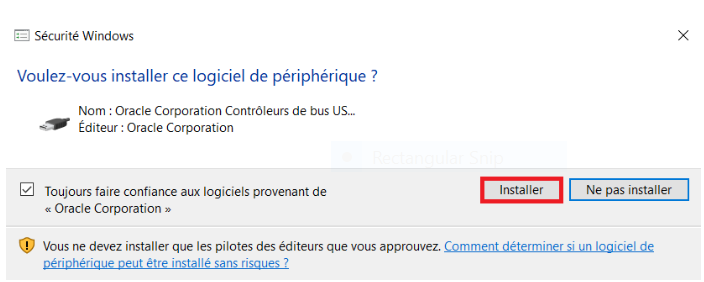 Sécurité Windows
Voulez-vous installer ce logiciel de périphérique ?
Nom : Oracle Corporation Contrôleurs de bus US...
Éditeur : Oracle Corporation
Rectangular Snip
Toujours faire confiance aux logiciels provenant de
« Oracle Corporation »
Installer
Ne pas installer
Vous ne devez installer que les pilotes des éditeurs que vous approuvez. Comment déterminer si un logiciel de
périphérique peut être installé sans risques ?